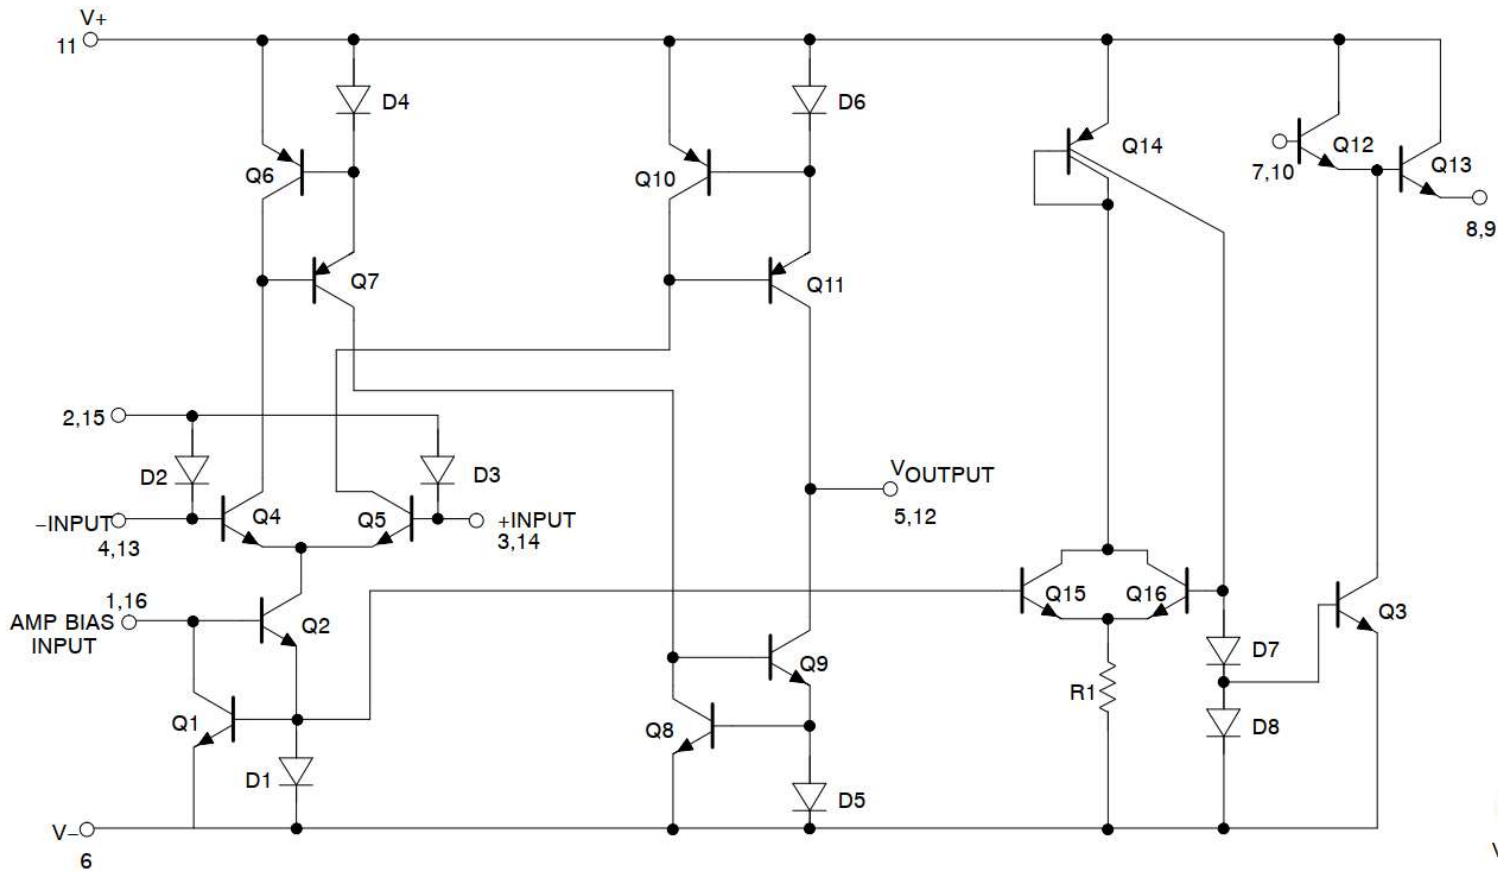 V+
11
D4
D6
Q6
Q10
Q14
Q12
7,10
Q13
8,9
Q7
Q11
2,15
D2
D3
VOUTPUT
5,12
–INPUT
4,13
Q4
Q5
+INPUT
3,14
1,16
AMP BIAS
INPUT
Q2
Q15
Q16
Q3
Q9
D7
R1
Q1
Q8
D8
D1
D5
V–
6
V